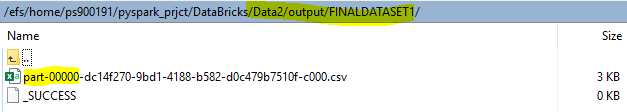 /efs/home/ps900191/pyspark_prjct/DataBricks/Data2/output/FINALDATASET1/
Name Size
..
part-00000-dc14f270-9bd1-4188-b582-d0c479b7510f-c000.csv 3 KB
_SUCCESS 0 KB